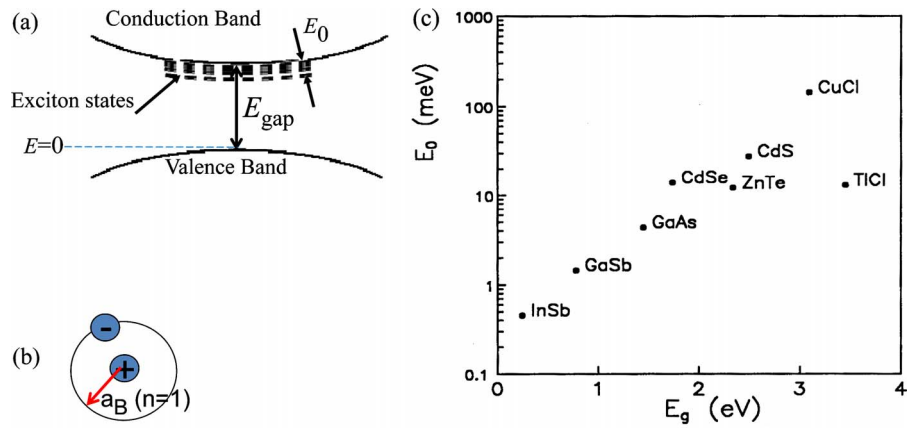 (a)
Conduction Band
E0
Exciton states
Egap
E=0
Valence Band
(b)
-
+
aB (n=1)
(c)
E0 (meV)
1000
100
10
1
0.1
CuCl
CdS
CdSe
ZnTe
TlCl
GaAs
GaSb
InSb
0 1 2 3 4
Eg (eV)